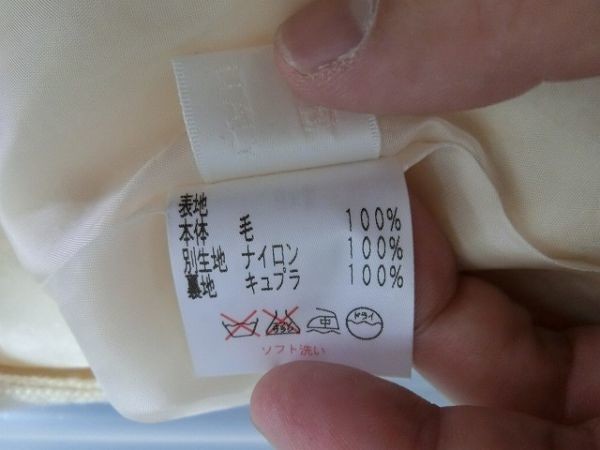 表地
本体 毛 100%
別生地 ナイロン 100%
裏地 キュプラ 100%
中 ドライ
ソフト洗い